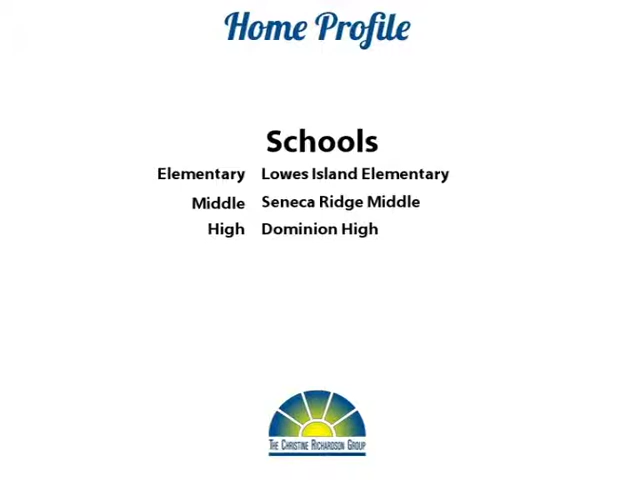 Home Profile
Schools
Elementary Lowes Island Elementary
Middle Seneca Ridge Middle
High Dominion High
The Christine Richardson Group